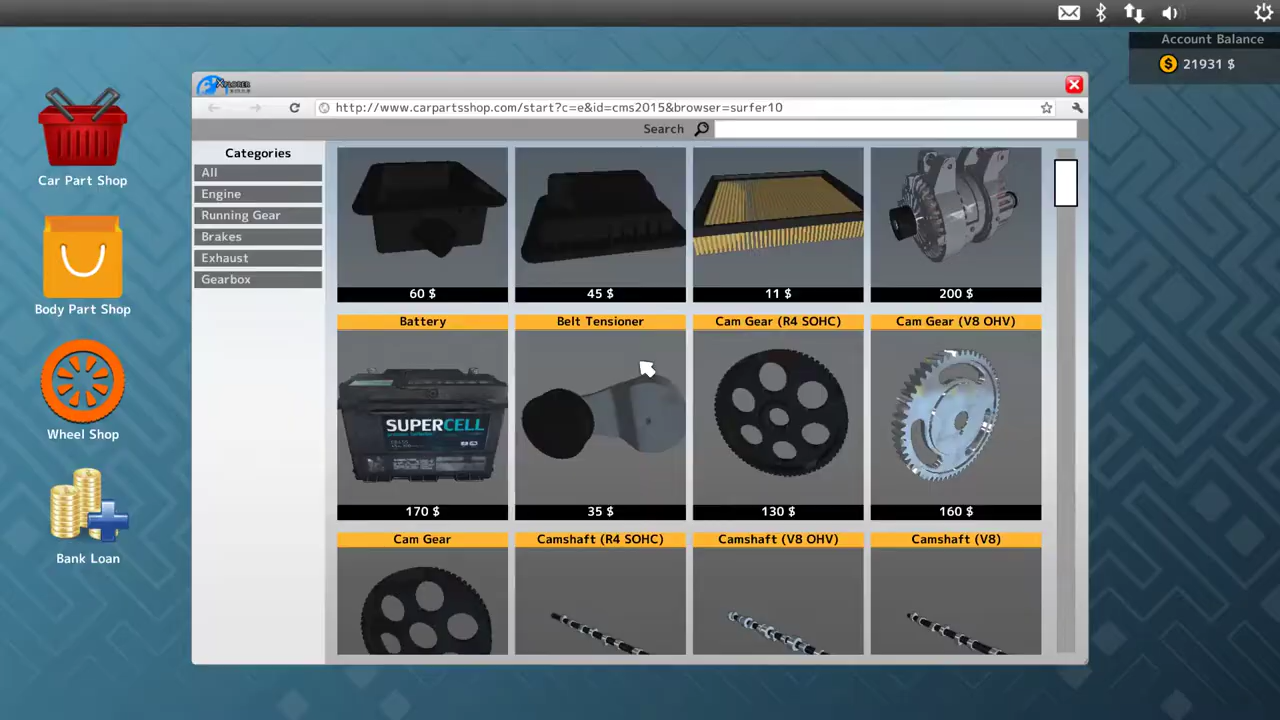 Account Balance
21931 $
XPLORER
http://www.carpartsshop.com/start?c=e&id=cms2015&browser=surfer10
Search
Categories
All
Engine
Running Gear
Brakes
Exhaust
Gearbox
Car Part Shop
Body Part Shop
Wheel Shop
Bank Loan
60 $
45 $
11 $
200 $
Battery
Belt Tensioner
Cam Gear (R4 SOHC)
Cam Gear (V8 OHV)
SUPERCELL
170 $
35 $
130 $
160 $
Cam Gear
Camshaft (R4 SOHC)
Camshaft (V8 OHV)
Camshaft (V8)